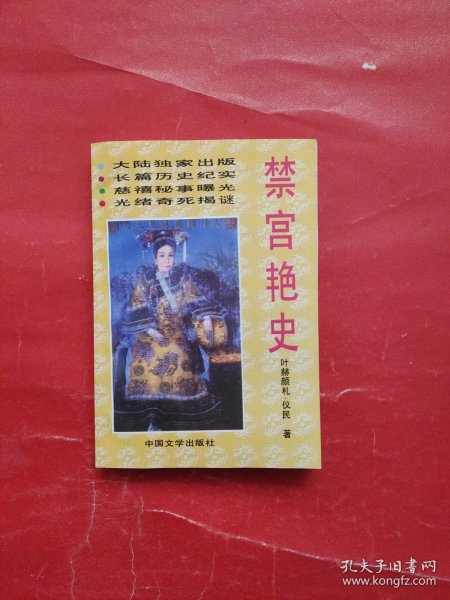 大陆独家出版
长篇历史纪实
慈禧秘事曝光
光绪奇死揭谜
禁宫艳史
叶赫颜札·仪民 著
中国文学出版社
孔夫子旧书网
www.kongfz.com